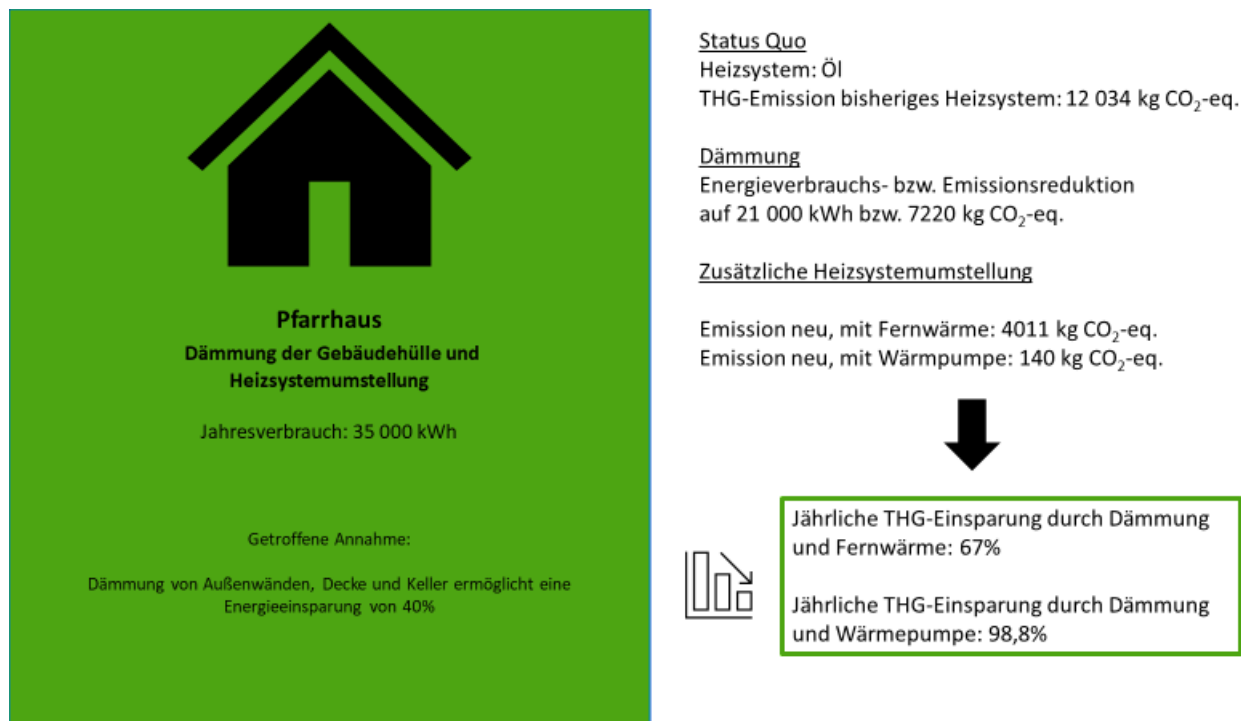 Pfarrhaus
Dämmung der Gebäudehülle und
Heizsystemumstellung
Jahresverbrauch: 35 000 kWh
Getroffene Annahme:
Dämmung von Außenwänden, Decke und Keller ermöglicht eine
Energieeinsparung von 40%
Status Quo
Heizsystem: Öl
THG-Emission bisheriges Heizsystem: 12 034 kg CO₂-eq.
Dämmung
Energieverbrauchs- bzw. Emissionsreduktion
auf 21 000 kWh bzw. 7220 kg CO₂-eq.
Zusätzliche Heizsystemumstellung
Emission neu, mit Fernwärme: 4011 kg CO₂-eq.
Emission neu, mit Wärmpumpe: 140 kg CO₂-eq.
Jährliche THG-Einsparung durch Dämmung
und Fernwärme: 67%
Jährliche THG-Einsparung durch Dämmung
und Wärmepumpe: 98,8%